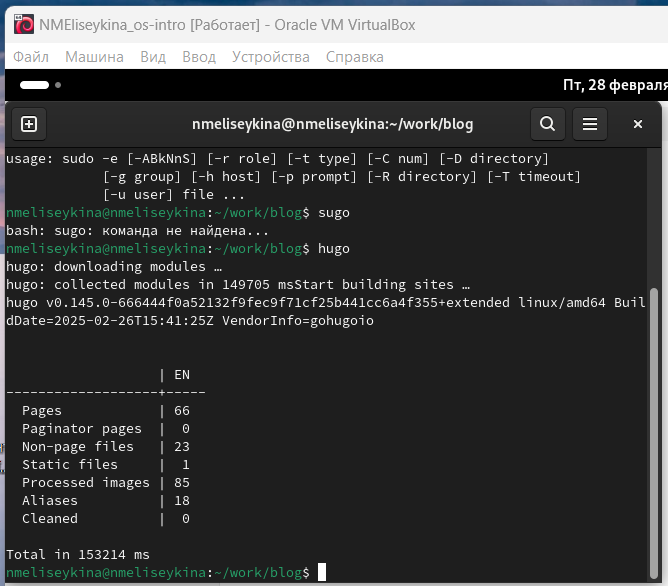 NMEliseykina_os-intro [Работает] - Oracle VM VirtualBox
Файл Машина Вид Ввод Устройства Справка
Пт, 28 февраля
nmeliseykina@nmeliseykina:~/work/blog
usage: sudo -e [-ABkNnS] [-r role] [-t type] [-C num] [-D directory]
            [-g group] [-h host] [-p prompt] [-R directory] [-T timeout]
            [-u user] file ...
nmeliseykina@nmeliseykina:~/work/blog$ sugo
bash: sugo: команда не найдена...
nmeliseykina@nmeliseykina:~/work/blog$ hugo
hugo: downloading modules …
hugo: collected modules in 149705 msStart building sites …
hugo v0.145.0-666444f0a52132f9fec9f71cf25b441cc6a4f355+extended linux/amd64 Buil
dDate=2025-02-26T15:41:25Z VendorInfo=gohugoio
                   | EN
-------------------+-----
  Pages            | 66
  Paginator pages  |  0
  Non-page files   | 23
  Static files     |  1
  Processed images | 85
  Aliases          | 18
  Cleaned          |  0
Total in 153214 ms
nmeliseykina@nmeliseykina:~/work/blog$